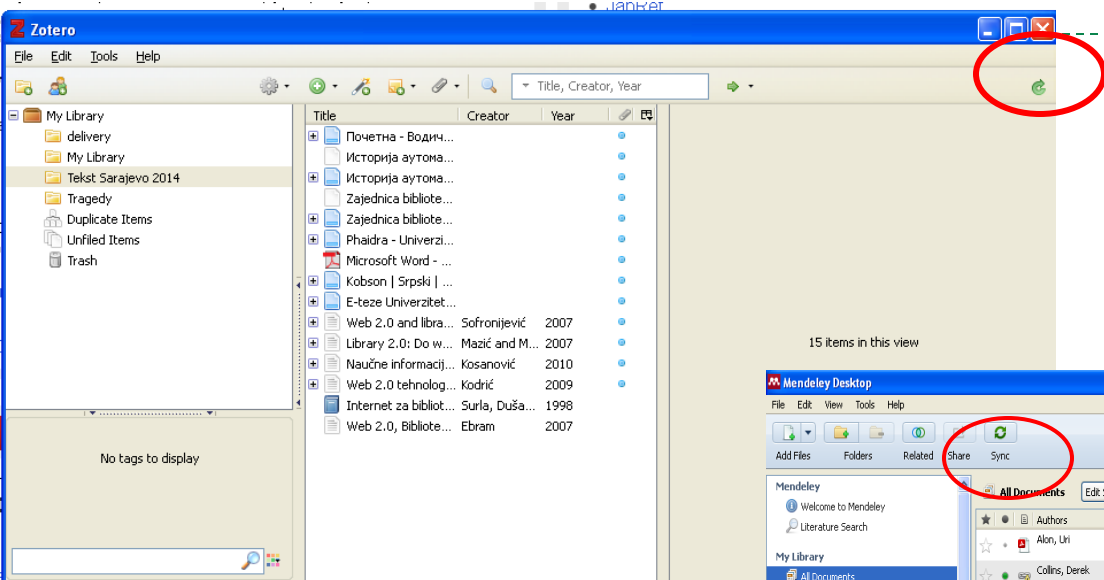 JabRef
Zotero
File Edit Tools Help
Title, Creator, Year
My Library
delivery
My Library
Tekst Sarajevo 2014
Tragedy
Duplicate Items
Unfiled Items
Trash
No tags to display
Title Creator Year
Почетна - Водич...
Историја аутома...
Историја аутома...
Zajednica bibliote...
Zajednica bibliote...
Phaidra - Univerzi...
Microsoft Word - ...
Kobson | Srpski | ...
E-teze Univerzitet...
Web 2.0 and libra... Sofronijević 2007
Library 2.0: Do w... Mazić and M... 2007
Naučne informacij... Kosanović 2010
Web 2.0 tehnolog... Kodrić 2009
Internet za bibliot... Surla, Duša... 1998
Web 2.0, Bibliote... Ebram 2007
15 items in this view
Mendeley Desktop
File Edit View Tools Help
Add Files Folders Related Share Sync
Mendeley
Welcome to Mendeley
Literature Search
My Library
All Documents
All Documents Edit
Authors
Alon, Uri
Collins, Derek